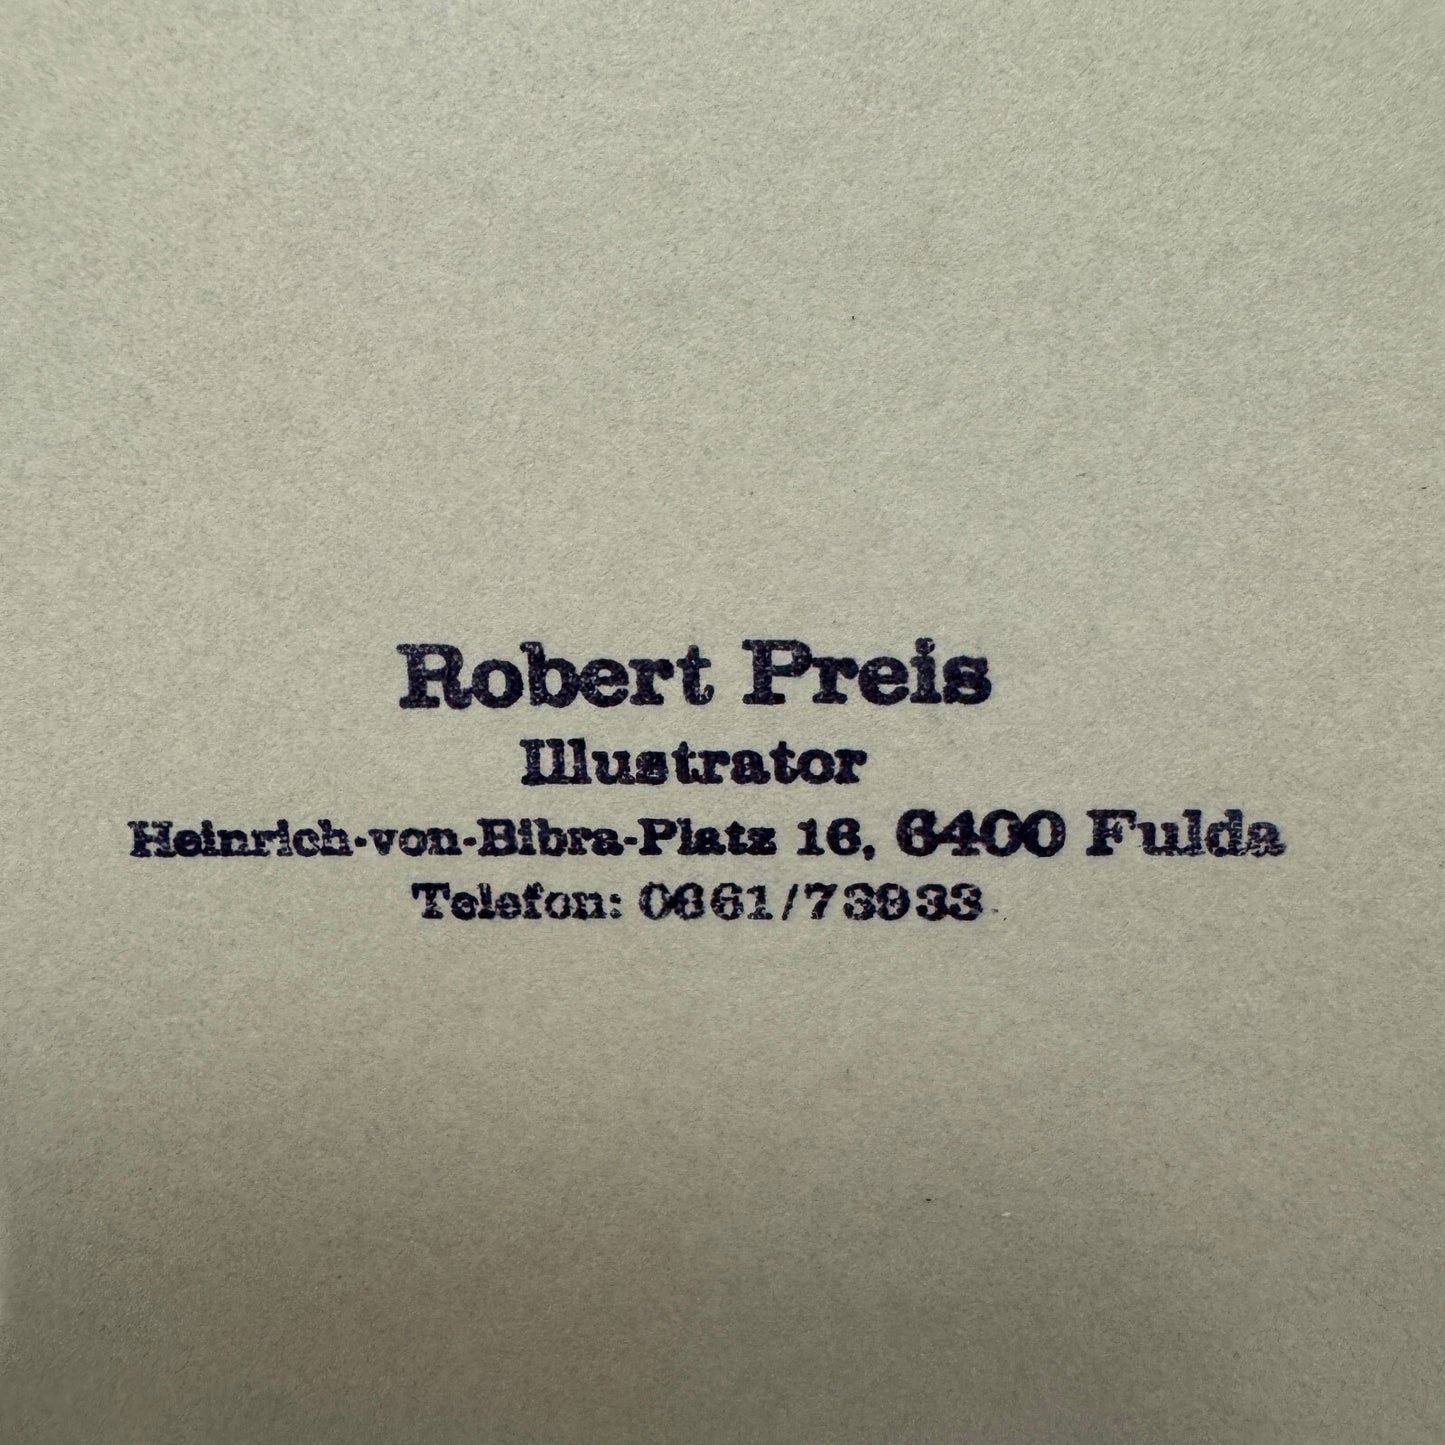 Robert Preis
Illustrator
Heinrich-von-Bibra-Platz 16, 6400 Fulda
Telefon: 0661/73933